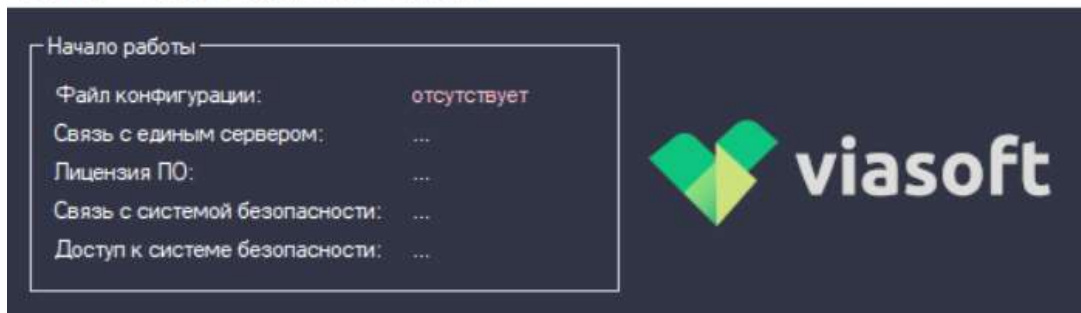 Начало работы
Файл конфигурации: отсутствует
Связь с единым сервером: ...
Лицензия ПО: ...
Связь с системой безопасности: ...
Доступ к системе безопасности: ...
viasoft